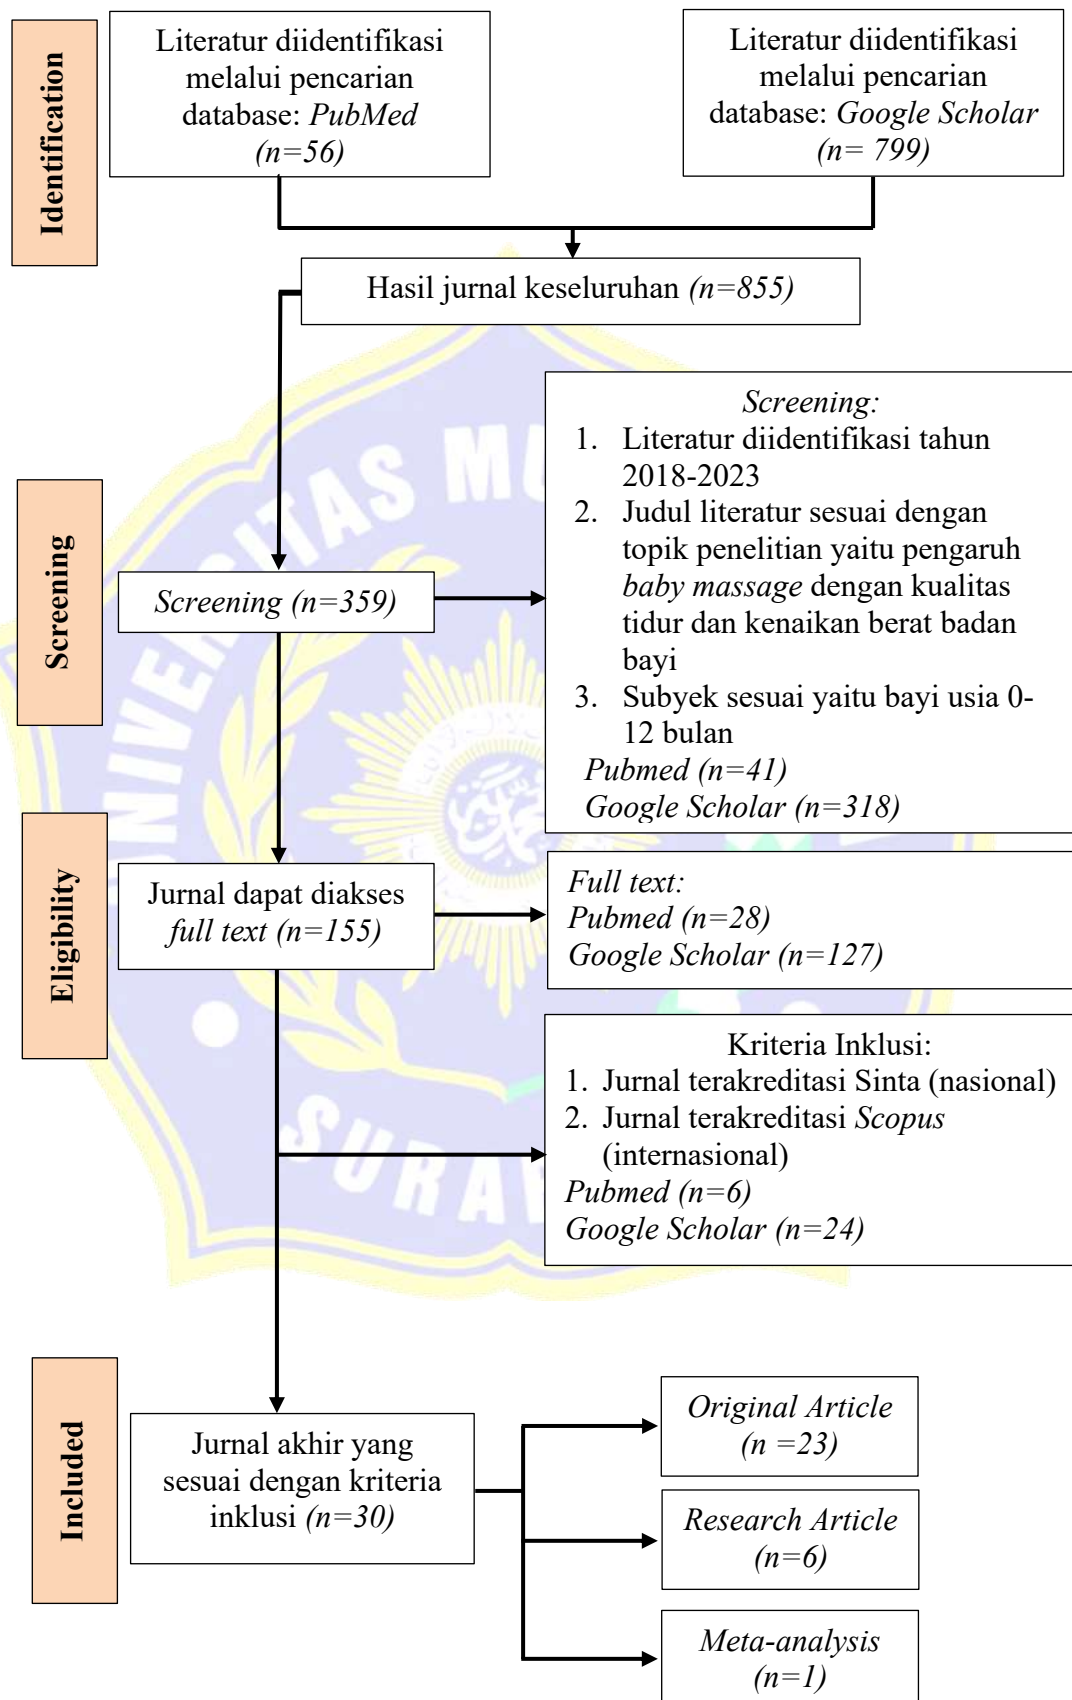 Identification
Literatur diidentifikasi
melalui pencarian
database: PubMed
(n=56)
Literatur diidentifikasi
melalui pencarian
database: Google Scholar
(n= 799)
Hasil jurnal keseluruhan (n=855)
Screening
Screening (n=359)
Screening:
1. Literatur diidentifikasi tahun
2018-2023
2. Judul literatur sesuai dengan
topik penelitian yaitu pengaruh
baby massage dengan kualitas
tidur dan kenaikan berat badan
bayi
3. Subyek sesuai yaitu bayi usia 0-
12 bulan
Pubmed (n=41)
Google Scholar (n=318)
Eligibility
Jurnal dapat diakses
full text (n=155)
Full text:
Pubmed (n=28)
Google Scholar (n=127)
Kriteria Inklusi:
1. Jurnal terakreditasi Sinta (nasional)
2. Jurnal terakreditasi Scopus
(internasional)
Pubmed (n=6)
Google Scholar (n=24)
Included
Jurnal akhir yang
sesuai dengan kriteria
inklusi (n=30)
Original Article
(n =23)
Research Article
(n=6)
Meta-analysis
(n=1)